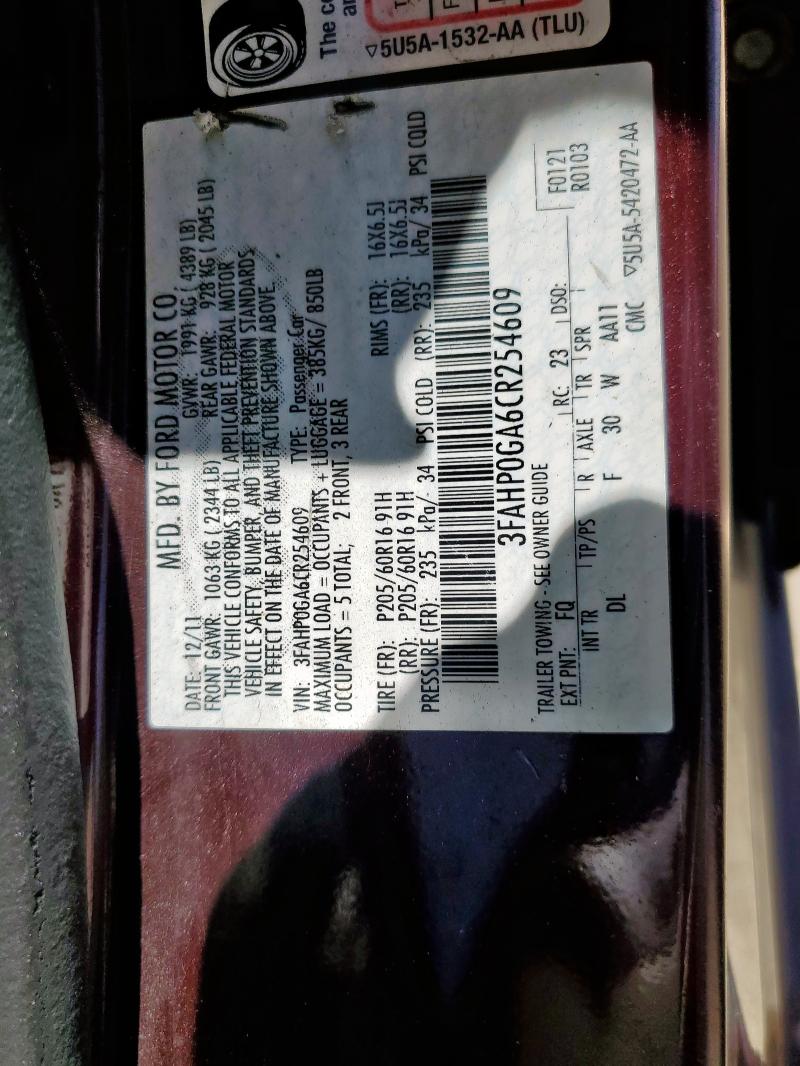 The
▽5U5A-1532-AA (TLU)
MFD. BY FORD MOTOR CO
DATE: 12/11 GVWR: 1991 KG ( 4389 LB)
FRONT GAWR: 1063 KG ( 2344 LB) REAR GAWR: 928 KG ( 2045 LB)
THIS VEHICLE CONFORMS TO ALL APPLICABLE FEDERAL MOTOR
VEHICLE SAFETY, BUMPER, AND THEFT PREVENTION STANDARDS
IN EFFECT ON THE DATE OF MANUFACTURE SHOWN ABOVE.
VIN: 3FAHP0GA6CR254609 TYPE: Passenger Car
MAXIMUM LOAD = OCCUPANTS + LUGGAGE = 385KG/ 850LB
OCCUPANTS = 5 TOTAL; 2 FRONT, 3 REAR
TIRE (FR): P205/60R16 91H RIMS (FR): 16X6.5J
(RR): P205/60R16 91H (RR): 16X6.5J
PRESSURE (FR): 235 kPa/ 34 PSI COLD (RR): 235 kPa/ 34 PSI COLD
3FAHP0GA6CR254609
TRAILER TOWING - SEE OWNER GUIDE
EXT PNT: FQ RC: 23 DSO: F0121
R0103
INT TR TP/PS R AXLE TR SPR
DL F 30 W AA11
CMC ▽5U5A-5420472-AA